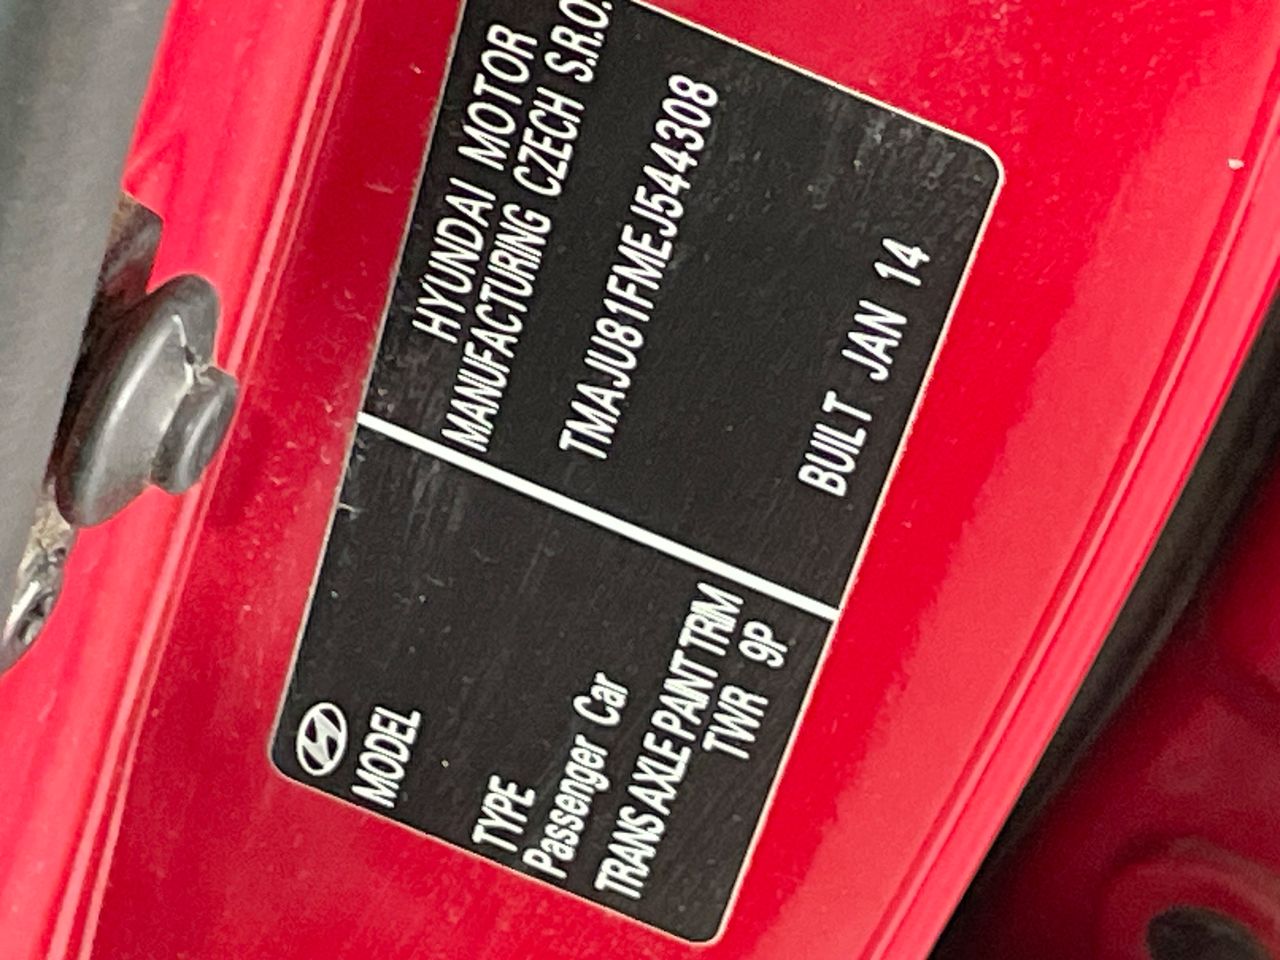 HYUNDAI MOTOR
MANUFACTURING CZECH S.R.O.
TMAJU81FMEJ544308
BUILT JAN 14
MODEL
TYPE
Passenger Car
TRANS AXLE PAINT TRIM
TWR 9P